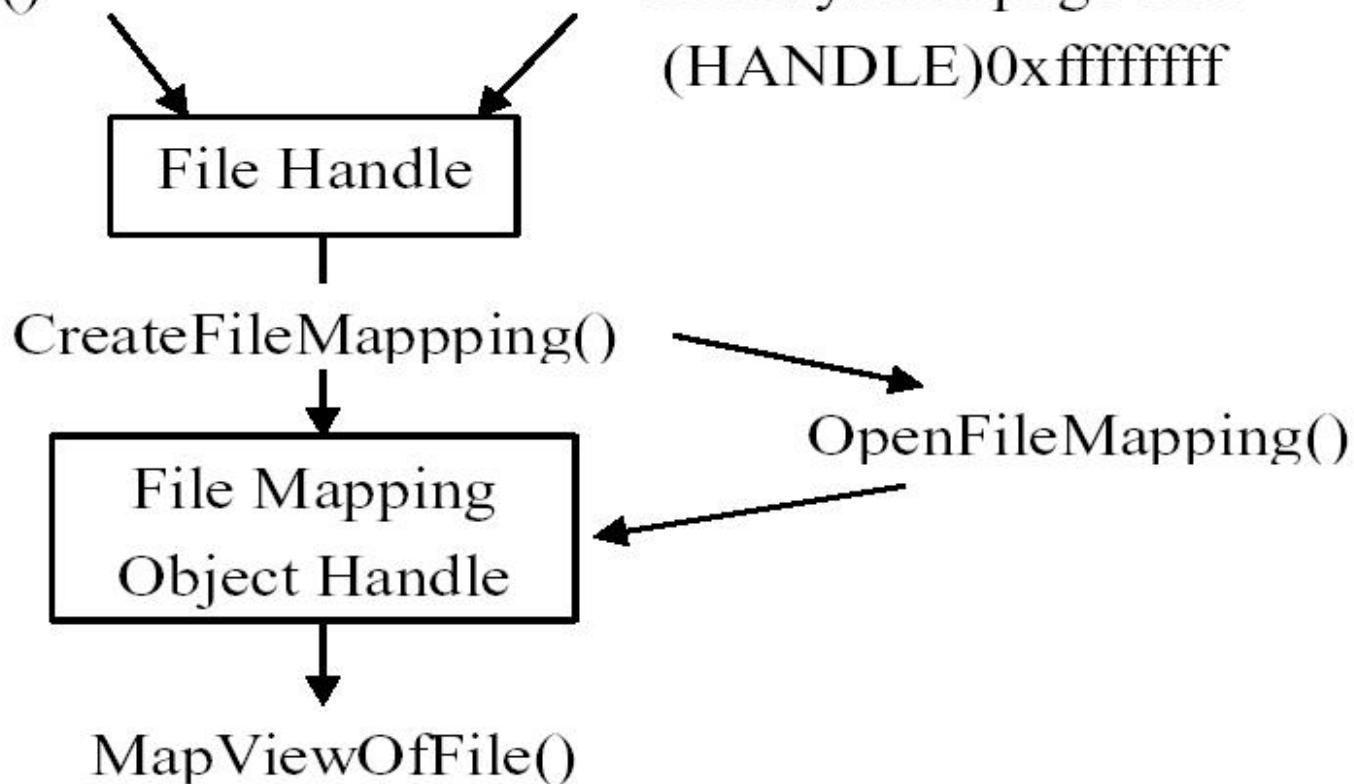 ()
(HANDLE)0xffffffff
File Handle
CreateFileMappping()
OpenFileMapping()
File Mapping
Object Handle
MapViewOfFile()